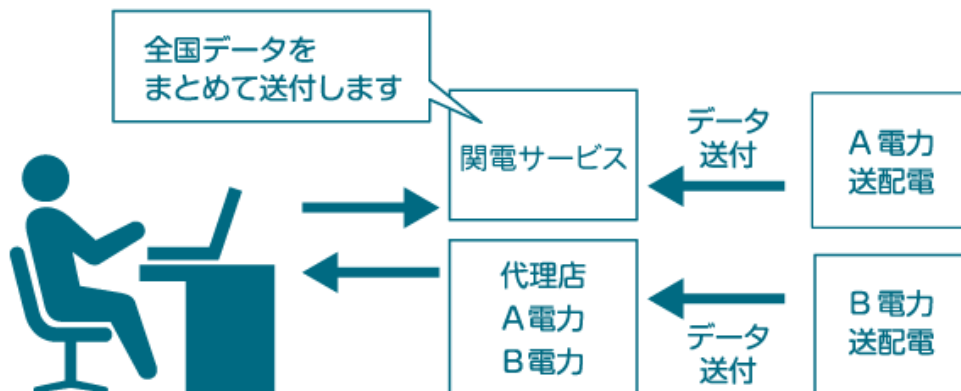 全国データを
まとめて送付します
関電サービス
データ
送付
A電力
送配電
代理店
A電力
B電力
データ
送付
B電力
送配電